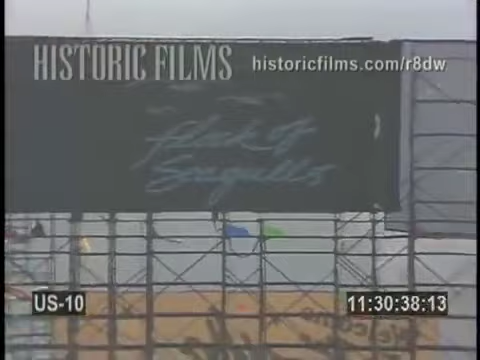 HISTORIC FILMS
historicfilms.com/r8dw
flock of
Seagulls
US-10
11:30:38:13